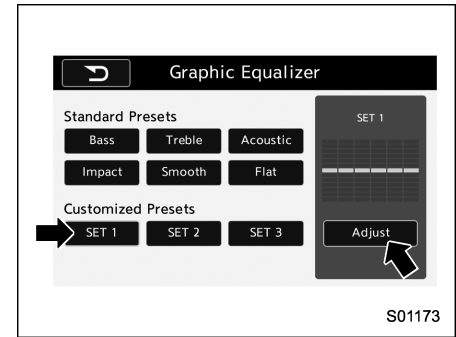 Graphic Equalizer
Standard Presets
Bass Treble Acoustic
Impact Smooth Flat
Customized Presets
SET 1 SET 2 SET 3
SET 1
Adjust
S01173